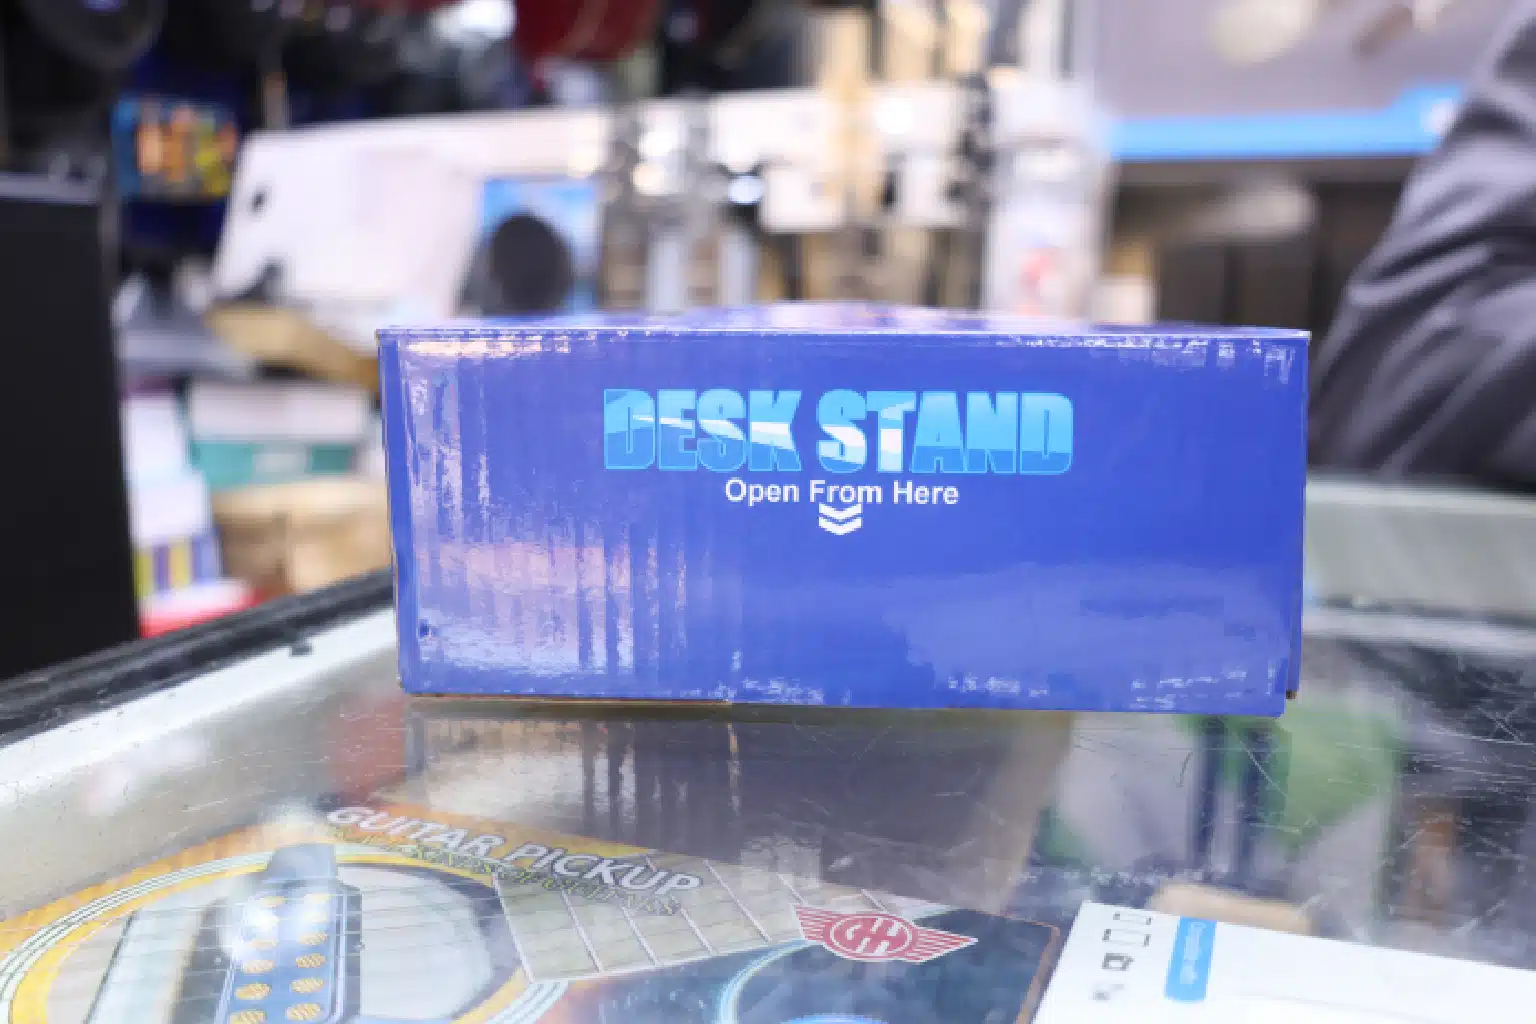 DESK STAND
Open From Here
GUITAR PICKUP